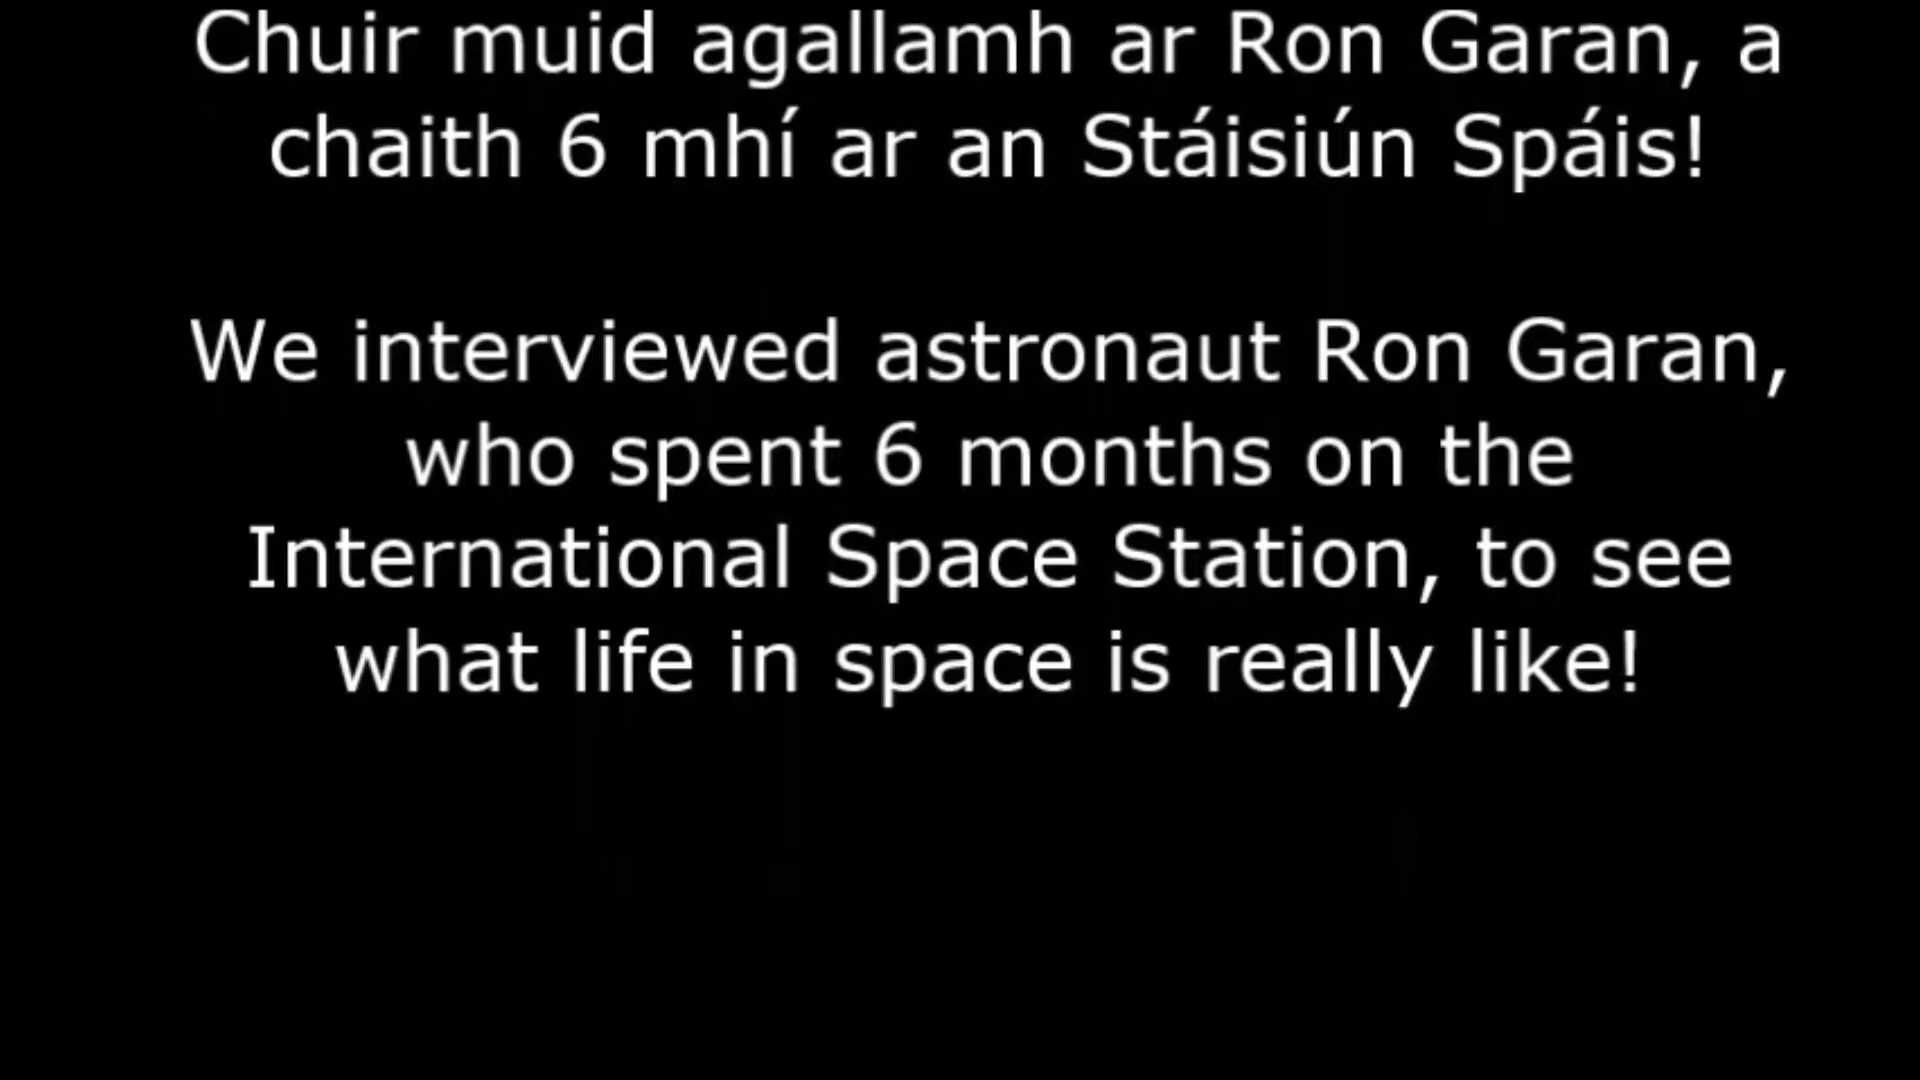 Chuir muid agallamh ar Ron Garan, a
chaith 6 mhí ar an Stáisiún Spáis!
We interviewed astronaut Ron Garan,
who spent 6 months on the
International Space Station, to see
what life in space is really like!